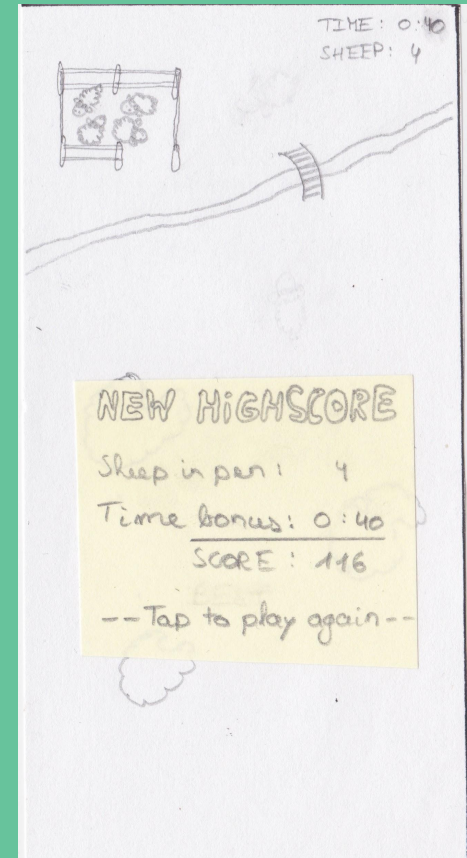 TIME: 0:40
SHEEP: 4
NEW HiGHSCORE
Sheep in pen: 4
Time bonus: 0:40
SCORE: 116
--Tap to play again--